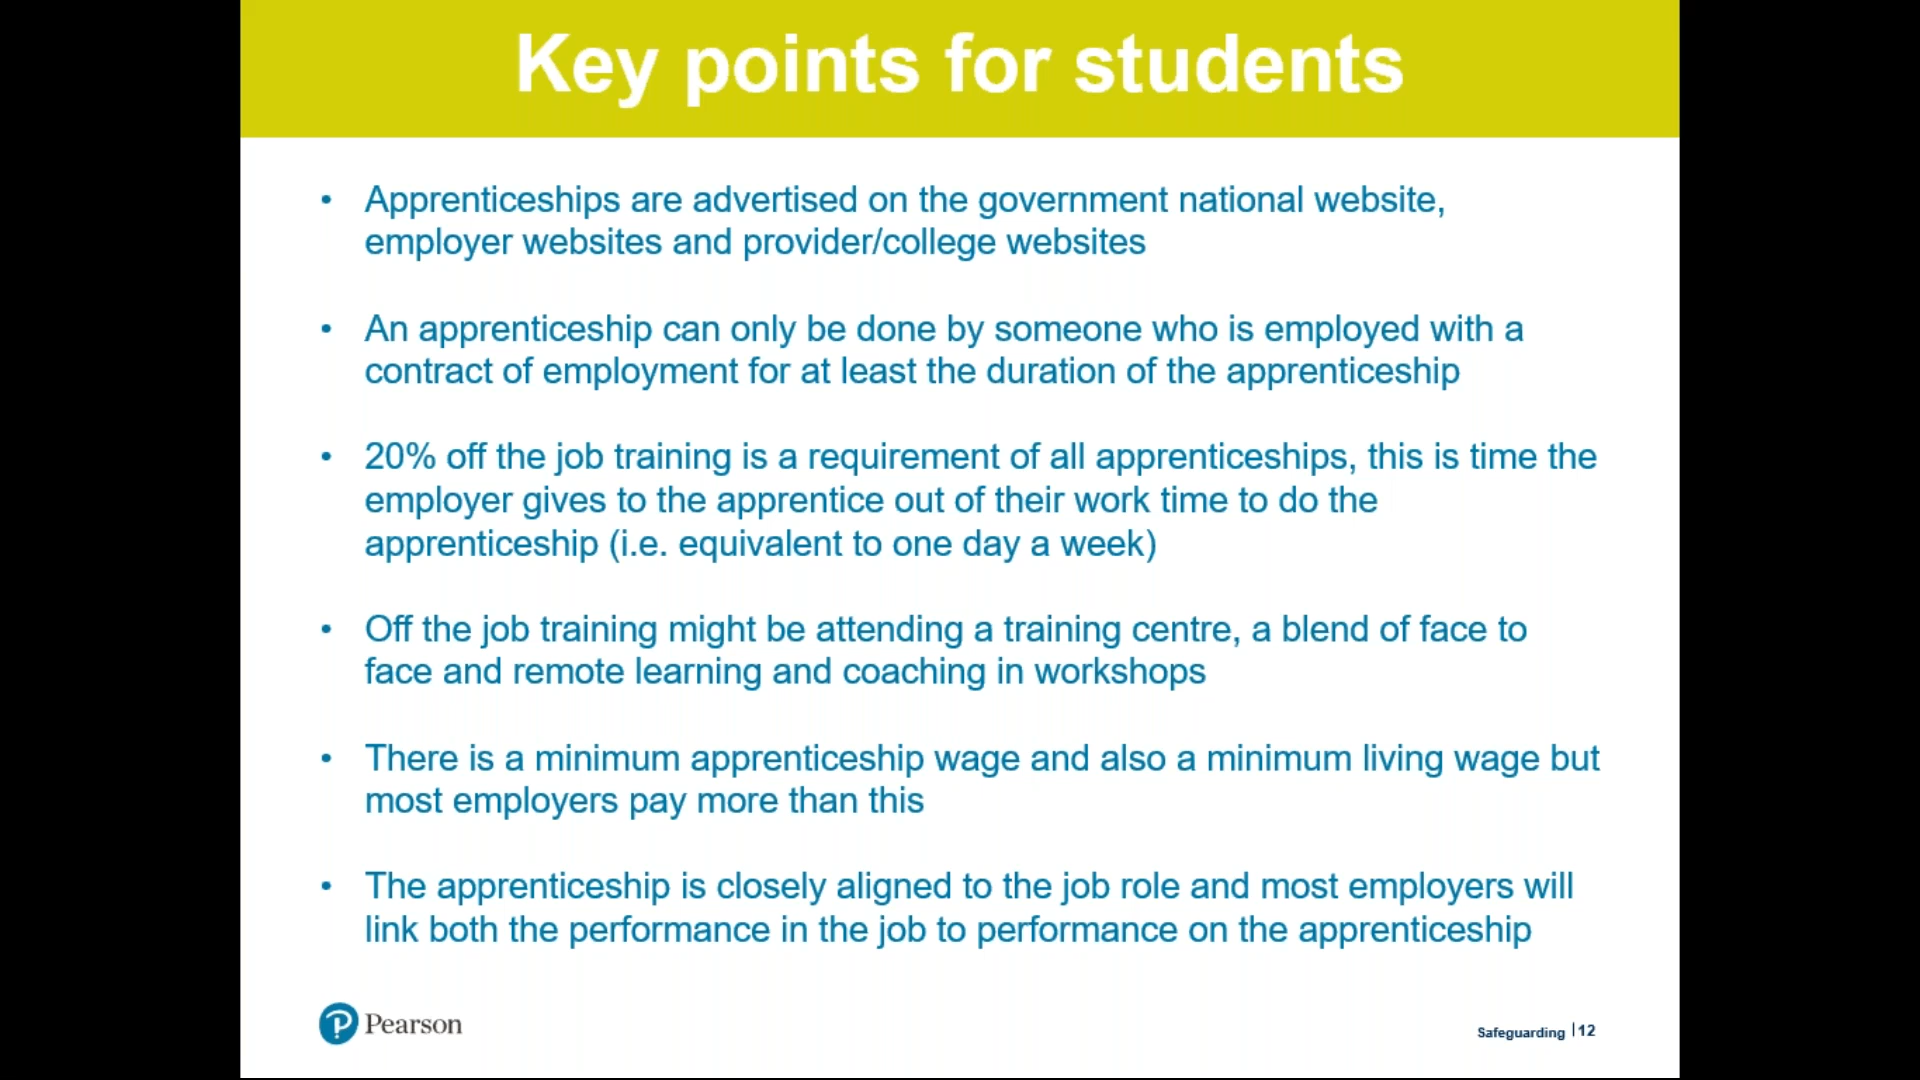 Key points for students
• Apprenticeships are advertised on the government national website,
employer websites and provider/college websites
• An apprenticeship can only be done by someone who is employed with a
contract of employment for at least the duration of the apprenticeship
• 20% off the job training is a requirement of all apprenticeships, this is time the
employer gives to the apprentice out of their work time to do the
apprenticeship (i.e. equivalent to one day a week)
• Off the job training might be attending a training centre, a blend of face to
face and remote learning and coaching in workshops
• There is a minimum apprenticeship wage and also a minimum living wage but
most employers pay more than this
• The apprenticeship is closely aligned to the job role and most employers will
link both the performance in the job to performance on the apprenticeship
Pearson
Safeguarding | 12